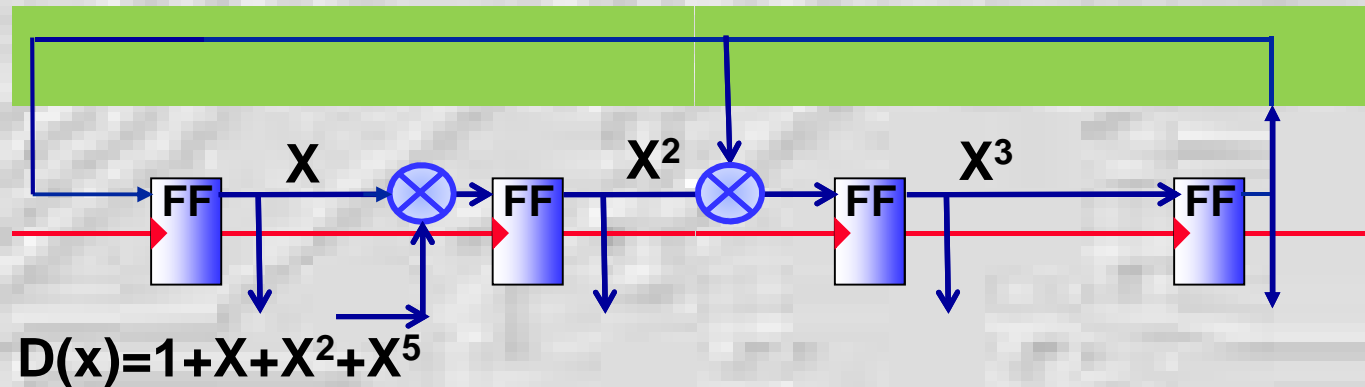 X X² X³
FF FF FF FF
D(x)=1+X+X²+X⁵